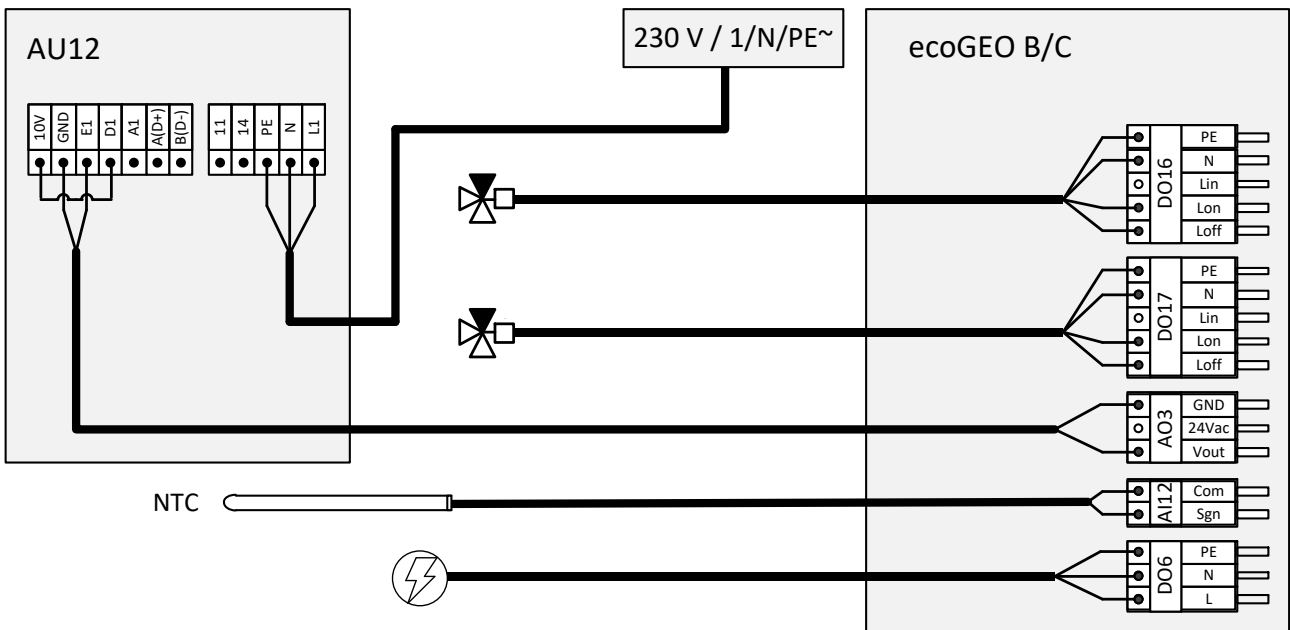 AU12
10V
GND
E1
D1
A1
A(D+)
B(D-)
11
14
PE
N
L1
230 V / 1/N/PE~
ecoGEO B/C
DO16
PE
N
Lin
Lon
Loff
DO17
PE
N
Lin
Lon
Loff
AO3
GND
24Vac
Vout
NTC
AI12
Com
Sgn
DO6
PE
N
L